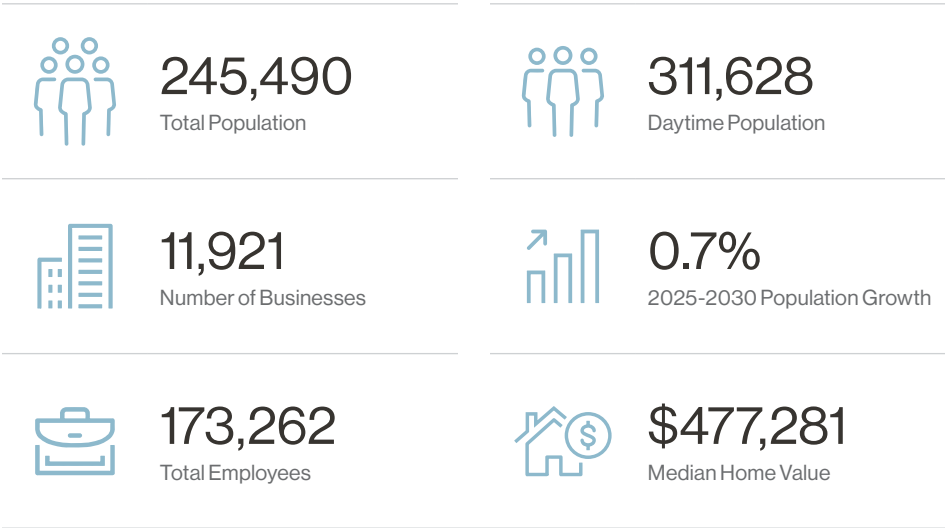 245,490
Total Population
311,628
Daytime Population
11,921
Number of Businesses
0.7%
2025-2030 Population Growth
173,262
Total Employees
$477,281
Median Home Value